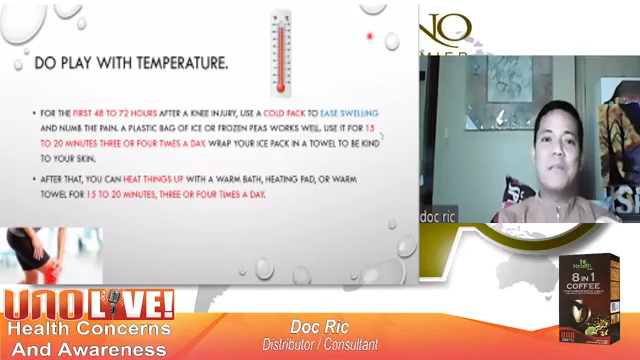 DO PLAY WITH TEMPERATURE.
• FOR THE FIRST 48 TO 72 HOURS AFTER A KNEE INJURY, USE A COLD PACK TO EASE SWELLING
AND NUMB THE PAIN. A PLASTIC BAG OF ICE OR FROZEN PEAS WORKS WELL. USE IT FOR 15
TO 20 MINUTES THREE OR FOUR TIMES A DAY. WRAP YOUR ICE PACK IN A TOWEL TO BE KIND
TO YOUR SKIN.
• AFTER THAT, YOU CAN HEAT THINGS UP WITH A WARM BATH, HEATING PAD, OR WARM
TOWEL FOR 15 TO 20 MINUTES, THREE OR FOUR TIMES A DAY.
NO
doc ric
Health
8 IN 1
COFFEE
UNO LIVE!
Health Concerns
And Awareness
Doc Ric
Distributor / Consultant